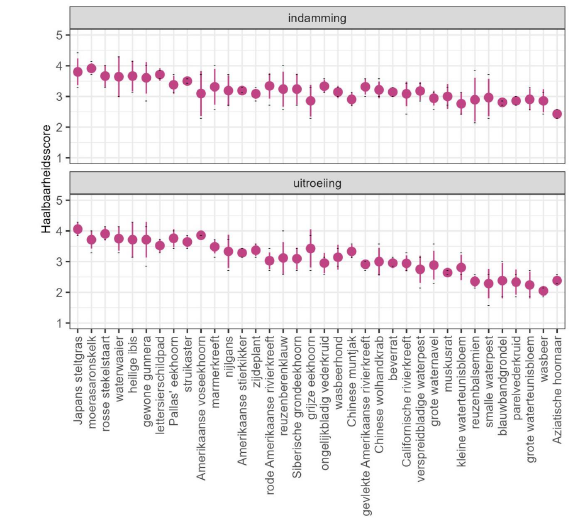 indamming
5
4
3
2
1
Haalbaarheidsscore
uitroeiing
5
4
3
2
1
Japans steltgras
moerasaronskelk
rosse stekelstaart
waterwaaier
heilige ibis
gewone gunnera
lettersierschildpad
Pallas' eekhoorn
struikaster
Amerikaanse voseekhoorn
marmerkreeft
nijlgans
Amerikaanse stierkikker
zijdeplant
rode Amerikaanse rivierkreeft
reuzenberenklauw
Siberische grondeekhoorn
grijze eekhoorn
ongelijkbladig vederkruid
wasbeerhond
Chinese muntjak
gevlekte Amerikaanse rivierkreeft
Chinese wolhandkrab
beverrat
Californische rivierkreeft
verspreidbladige waterpest
grote waternavel
muskusrat
kleine waterteunisbloem
reuzenbalsemien
smalle waterpest
blauwbandgrondel
parelvederkruid
grote waterteunisbloem
wasbeer
Aziatische hoornaar